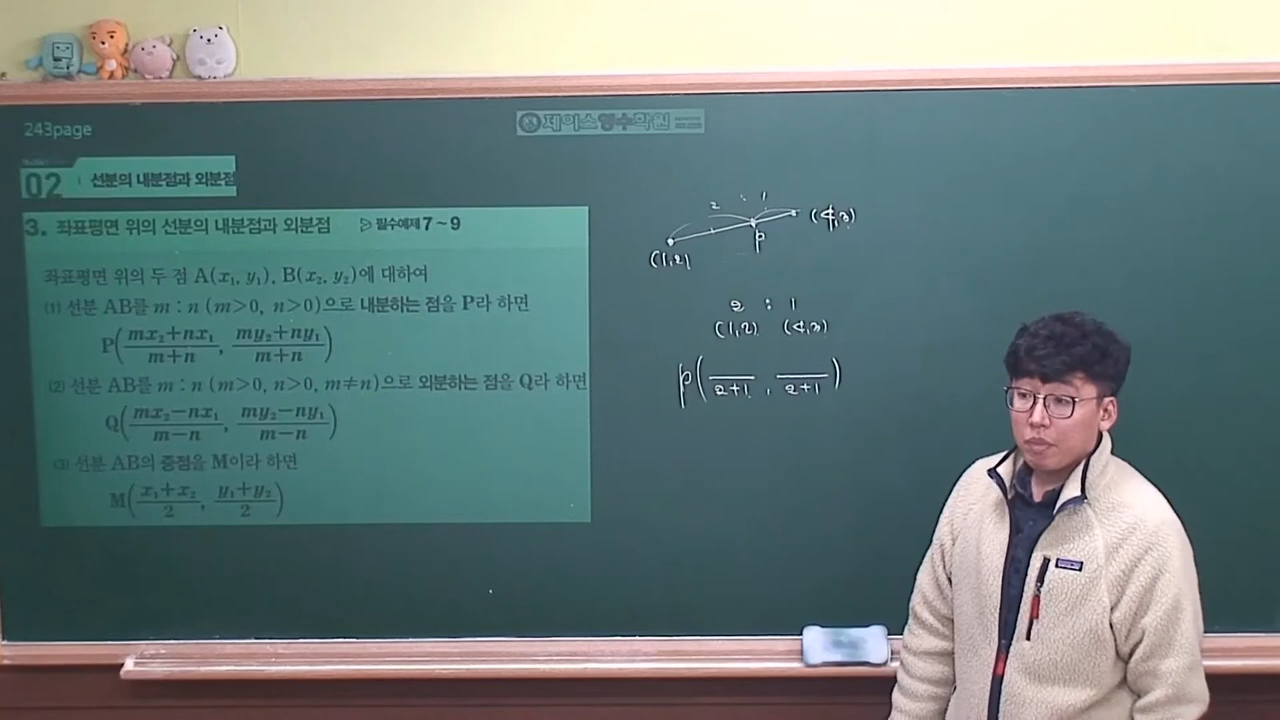 243page
제이스영수학원
02 선분의 내분점과 외분점
3. 좌표평면 위의 선분의 내분점과 외분점 ▷ 필수예제 7~9
좌표평면 위의 두 점 A(x₁, y₁), B(x₂, y₂)에 대하여
(1) 선분 AB를 m : n (m>0, n>0)으로 내분하는 점을 P라 하면
P((mx₂+nx₁)/(m+n), (my₂+ny₁)/(m+n))
(2) 선분 AB를 m : n (m>0, n>0, m≠n)으로 외분하는 점을 Q라 하면
Q((mx₂−nx₁)/(m−n), (my₂−ny₁)/(m−n))
(3) 선분 AB의 중점을 M이라 하면
M((x₁+x₂)/2, (y₁+y₂)/2)
2 : 1
(4,3)
P
(1,2)
2 : 1
(1,2) (4,3)
P( /(2+1), /(2+1))